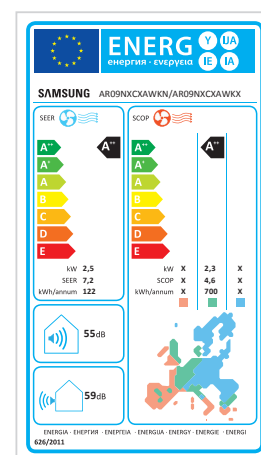 ENERG Y IJA
енергия · ενεργεια IE IA
SAMSUNG AR09NXCXAWKN/AR09NXCXAWKX
SEER SCOP
A++ A++ A++ A++
A+ A+
A A
B B
C C
D D
E E
kW 2,5 kW X 2,3 X
SEER 7,2 SCOP X 4,6 X
kWh/annum 122 kWh/annum X 700 X
55dB
59dB
ENERGIA · ЕНЕРГИЯ · ΕΝΕΡΓΕΙΑ · ENERGIJA · ENERGY · ENERGIE · ENERGI
626/2011